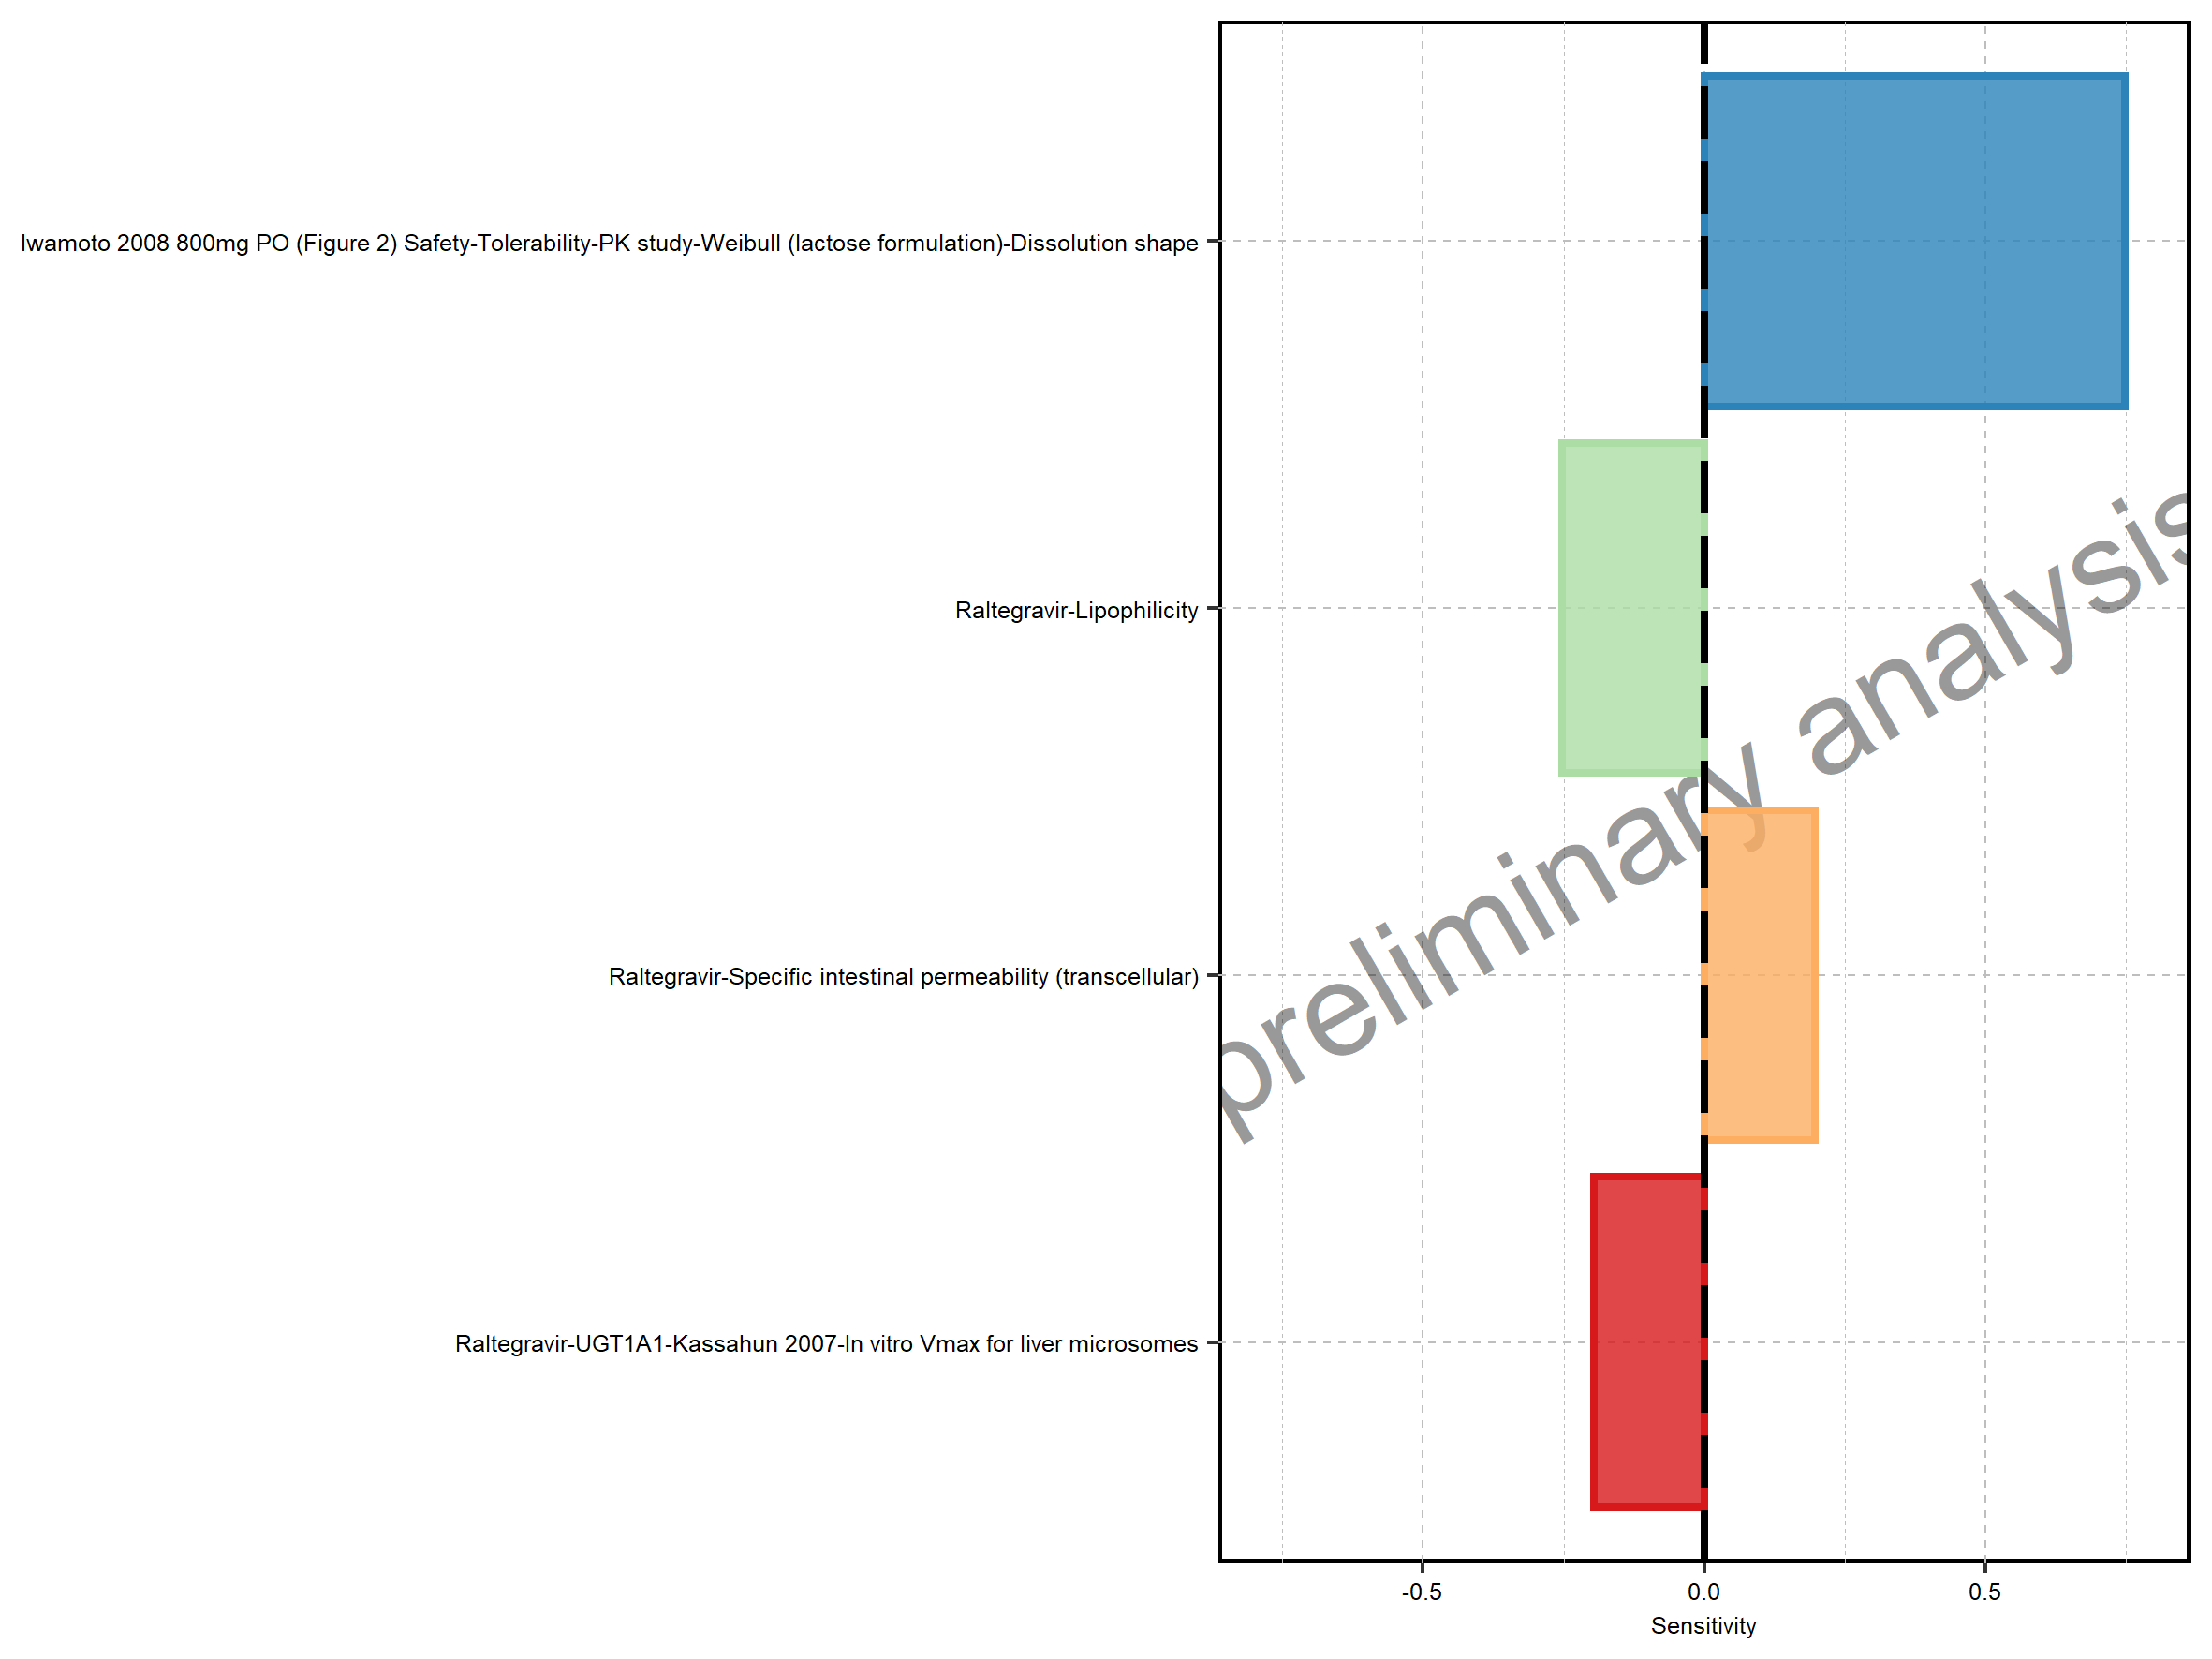 Iwamoto 2008 800mg PO (Figure 2) Safety-Tolerability-PK study-Weibull (lactose formulation)-Dissolution shape
Raltegravir-Lipophilicity
Raltegravir-Specific intestinal permeability (transcellular)
Raltegravir-UGT1A1-Kassahun 2007-In vitro Vmax for liver microsomes
preliminary analysis
-0.5
0.0
0.5
Sensitivity